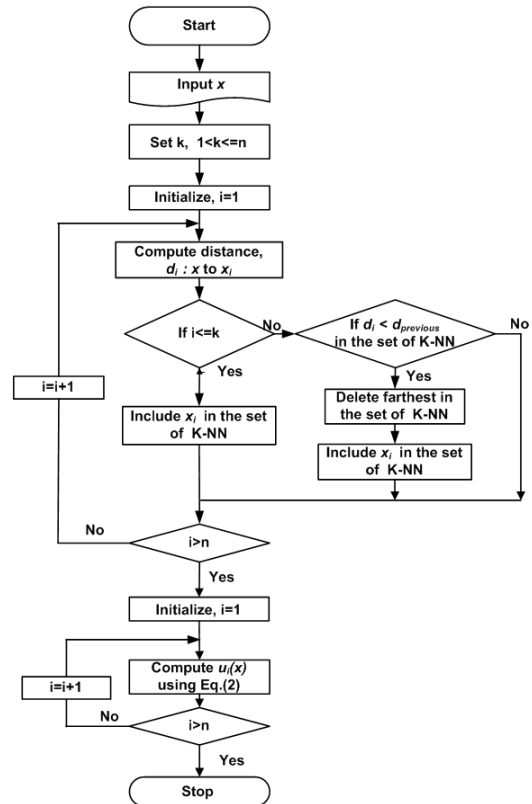 Start
Input x
Set k, 1<k<=n
Initialize, i=1
Compute distance,
di : x to xi
If i<=k
No
If di < dprevious
in the set of K-NN
No
Yes
Yes
i=i+1
Include xi in the set
of K-NN
Delete farthest in
the set of K-NN
Include xi in the set
of K-NN
No
i>n
Yes
Initialize, i=1
Compute ui(x)
using Eq.(2)
i=i+1
No
i>n
Yes
Stop